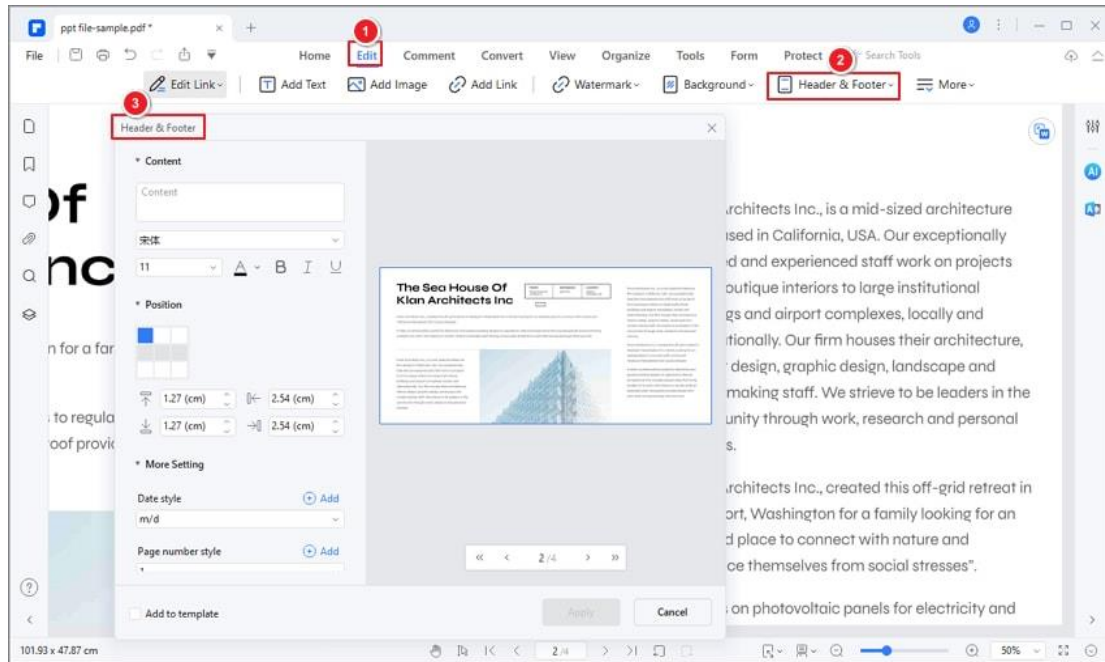 ppt file-sample.pdf *
1
File
Home Edit Comment Convert View Organize Tools Form Protect Search Tools
2
Edit Link Add Text Add Image Add Link Watermark Background Header & Footer More
3
Header & Footer
Content
Content
宋体
11 A B I U
Position
1.27 (cm) 2.54 (cm)
1.27 (cm) 2.54 (cm)
More Setting
Date style Add
m/d
Page number style Add
1
Add to template
The Sea House Of
Klan Architects Inc
2 /4
Apply Cancel
Of
nc
n for a far
to regula
oof provi
rchitects Inc., is a mid-sized architecture
sed in California, USA. Our exceptionally
d and experienced staff work on projects
outique interiors to large institutional
gs and airport complexes, locally and
tionally. Our firm houses their architecture,
design, graphic design, landscape and
making staff. We strieve to be leaders in the
unity through work, research and personal
s.
rchitects Inc., created this off-grid retreat in
ort, Washington for a family looking for an
d place to connect with nature and
ce themselves from social stresses".
on photovoltaic panels for electricity and
W
AI
101.93 x 47.87 cm
2 /4
50%